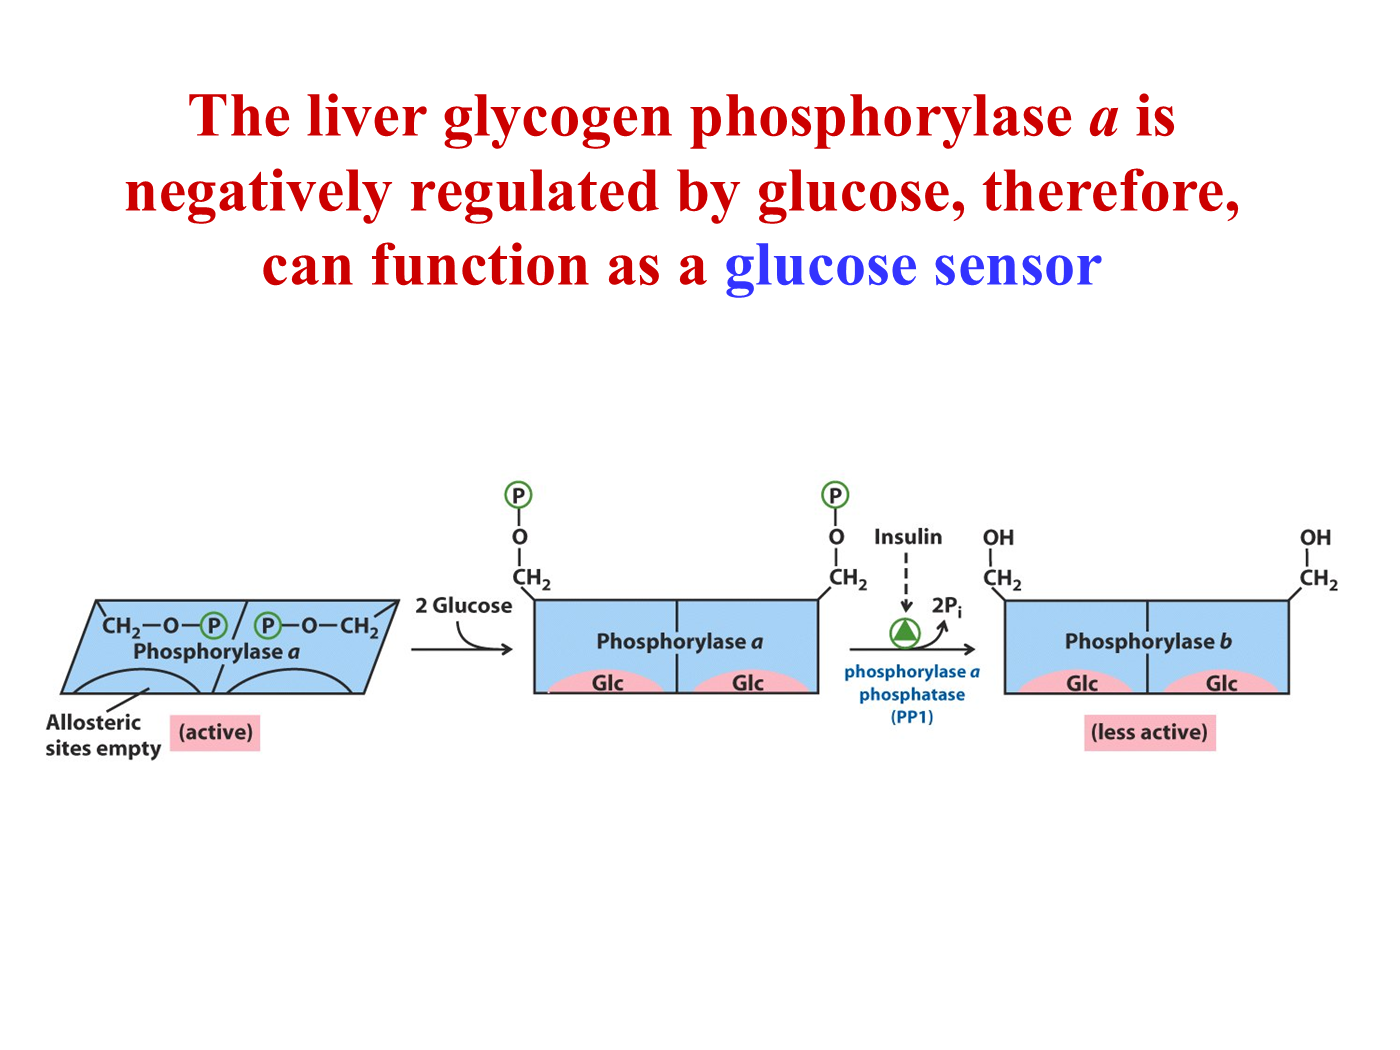 The liver glycogen phosphorylase a is
negatively regulated by glucose, therefore,
can function as a glucose sensor
CH2—O—P P—O—CH2
Phosphorylase a
Allosteric
sites empty
(active)
2 Glucose
P
O
CH2
P
O
CH2
Phosphorylase a
Glc
Glc
Insulin
2Pi
phosphorylase a
phosphatase
(PP1)
OH
CH2
OH
CH2
Phosphorylase b
Glc
Glc
(less active)